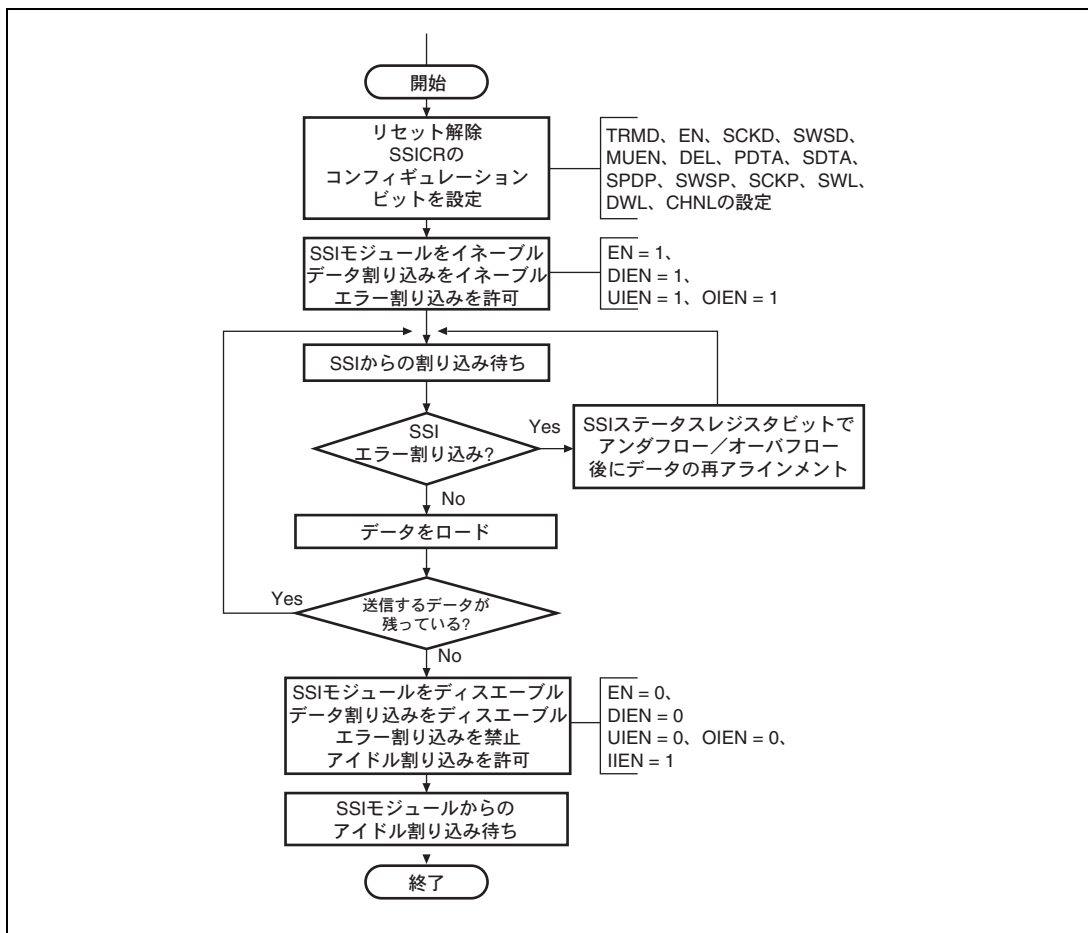 開始
リセット解除
SSICRの
コンフィギュレーション
ビットを設定
TRMD、EN、SCKD、SWSD、
MUEN、DEL、PDTA、SDTA、
SPDP、SWSP、SCKP、SWL、
DWL、CHNLの設定
SSIモジュールをイネーブル
データ割り込みをイネーブル
エラー割り込みを許可
EN = 1、
DIEN = 1、
UIEN = 1、OIEN = 1
SSIからの割り込み待ち
SSI
エラー割り込み?
Yes
SSIステータスレジスタビットで
アンダフロー／オーバフロー
後にデータの再アラインメント
No
データをロード
Yes
送信するデータが
残っている?
No
SSIモジュールをディスエーブル
データ割り込みをディスエーブル
エラー割り込みを禁止
アイドル割り込みを許可
EN = 0、
DIEN = 0
UIEN = 0、OIEN = 0、
IIEN = 1
SSIモジュールからの
アイドル割り込み待ち
終了